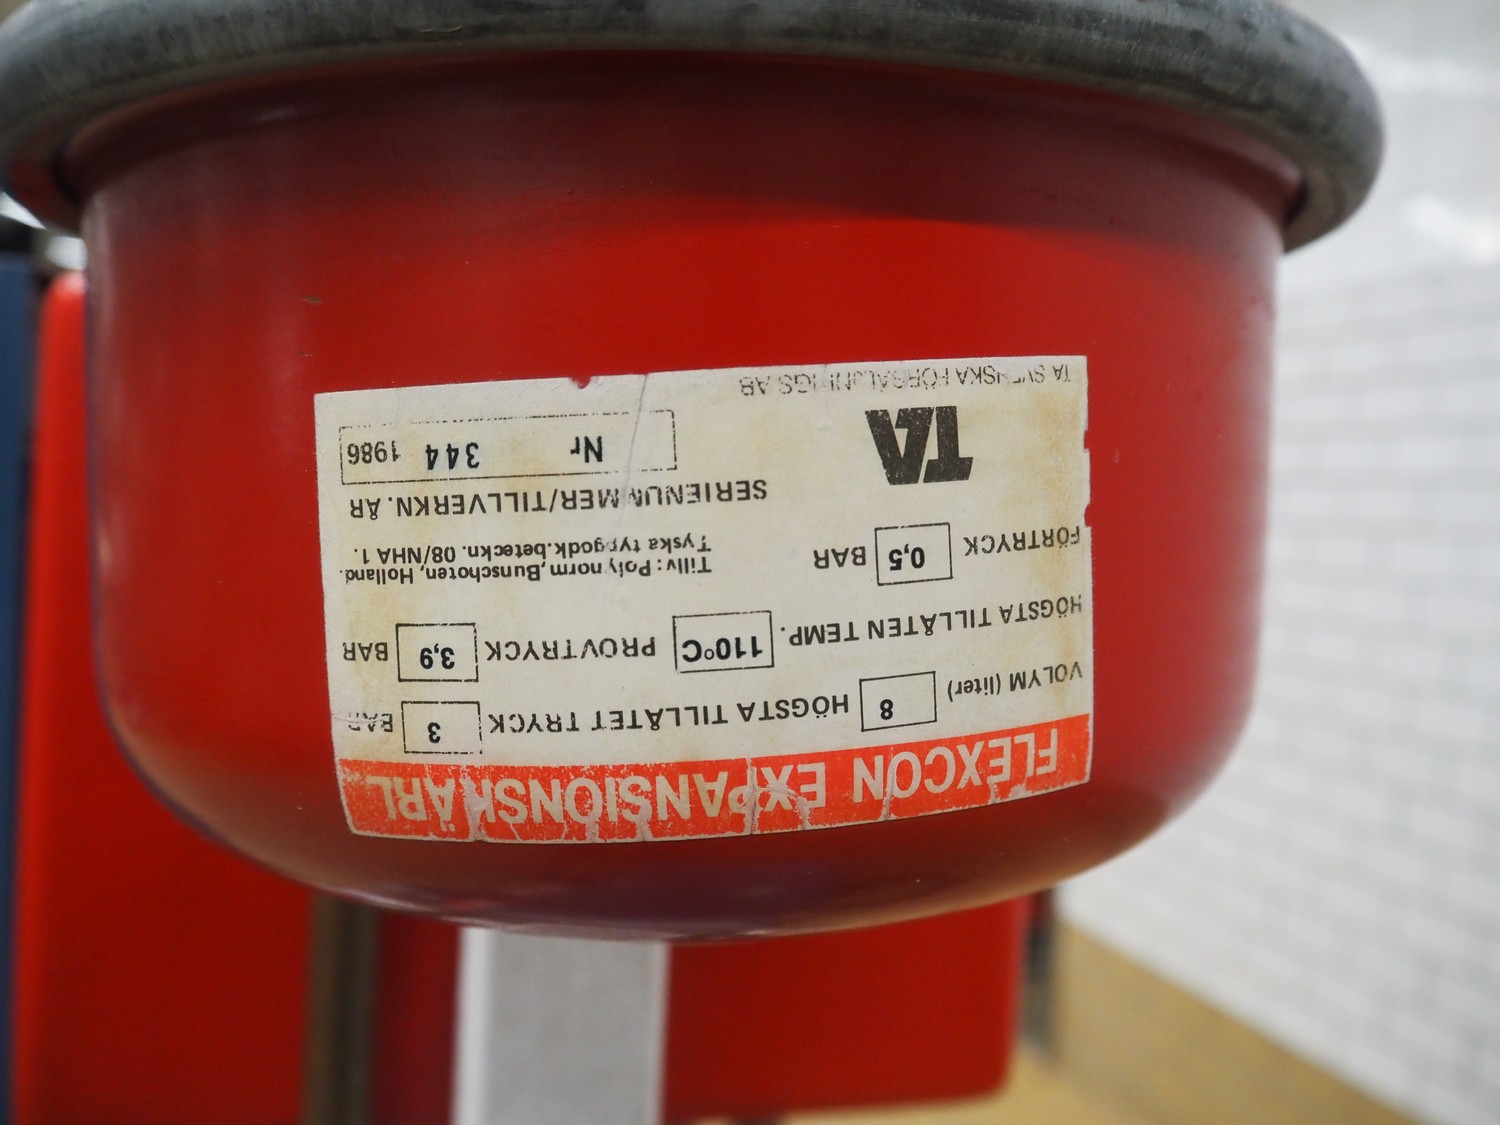 FLEXCON EXPANSIONSKÄRL
VOLYM (liter) 8 HÖGSTA TILLÅTET TRYCK 3 BAR
HÖGSTA TILLÅTEN TEMP. 110°C PROVTRYCK 3,9 BAR
FÖRTRYCK 0,5 BAR
Tillv: Polynorm, Bunschoten, Holland.
Tyska typgodk.beteckn. 08/NHA 1.
SERIENUMMER/TILLVERKN. ÅR
Nr 344 1986
TA
TA SVENSKA FÖRSÄLJNINGS AB